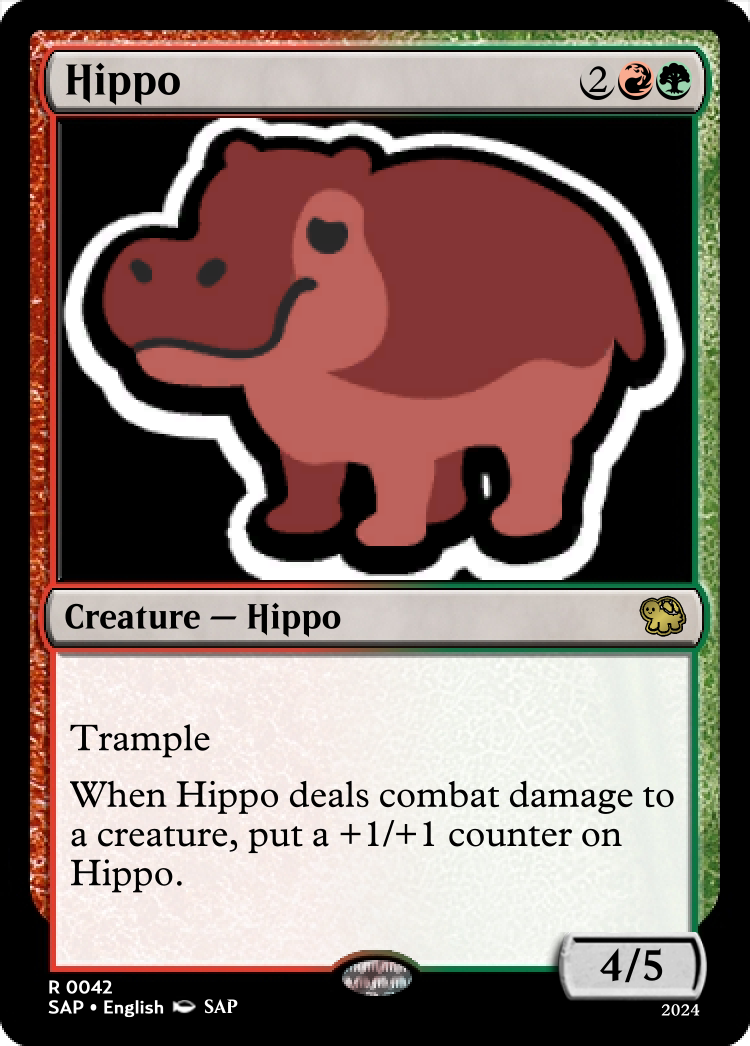 Hippo 2
Creature — Hippo
Trample
When Hippo deals combat damage to
a creature, put a +1/+1 counter on
Hippo.
4/5
R 0042
SAP • English SAP
2024